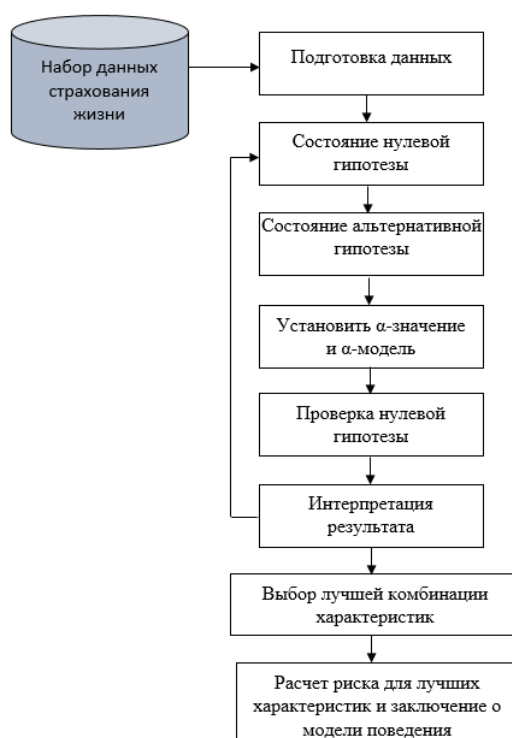 Набор данных
страхования
жизни
Подготовка данных
Состояние нулевой
гипотезы
Состояние альтернативной
гипотезы
Установить α-значение
и α-модель
Проверка нулевой
гипотезы
Интерпретация
результата
Выбор лучшей комбинации
характеристик
Расчет риска для лучших
характеристик и заключение о
модели поведения